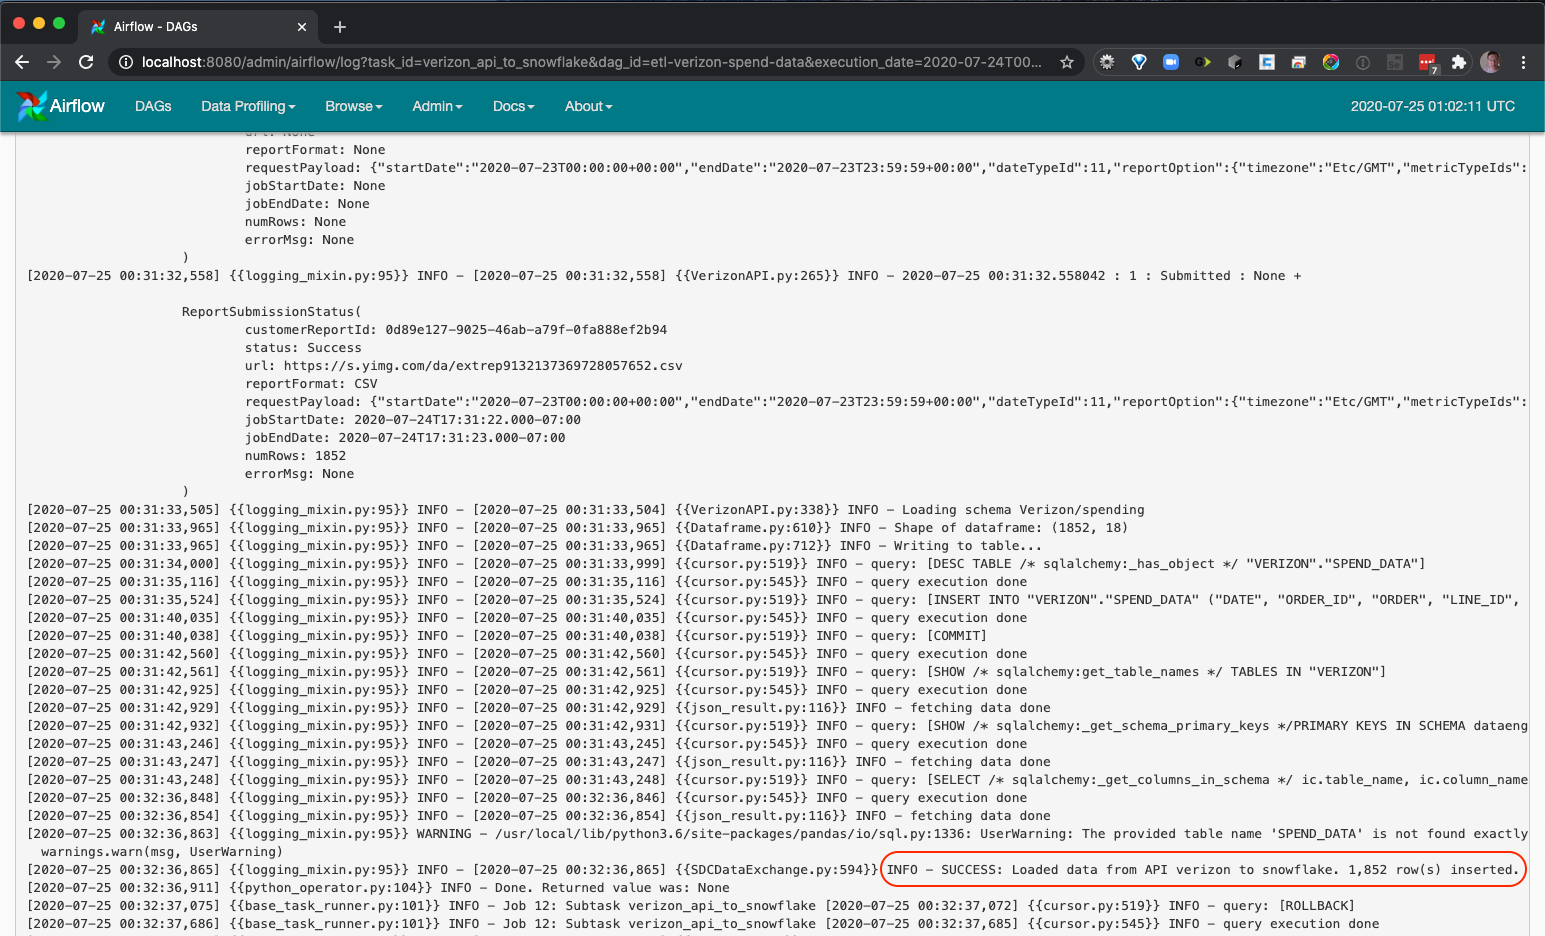 Airflow - DAGs
localhost:8080/admin/airflow/log?task_id=verizon_api_to_snowflake&dag_id=etl-verizon-spend-data&execution_date=2020-07-24T00...
7
Airflow DAGs Data Profiling Browse Admin Docs About 2020-07-25 01:02:11 UTC
url: None
reportFormat: None
requestPayload: {"startDate":"2020-07-23T00:00:00+00:00","endDate":"2020-07-23T23:59:59+00:00","dateTypeId":11,"reportOption":{"timezone":"Etc/GMT","metricTypeIds":
jobStartDate: None
jobEndDate: None
numRows: None
errorMsg: None
)
[2020-07-25 00:31:32,558] {{logging_mixin.py:95}} INFO - [2020-07-25 00:31:32,558] {{VerizonAPI.py:265}} INFO - 2020-07-25 00:31:32.558042 : 1 : Submitted : None +
ReportSubmissionStatus(
customerReportId: 0d89e127-9025-46ab-a79f-0fa888ef2b94
status: Success
url: https://s.yimg.com/da/extrep9132137369728057652.csv
reportFormat: CSV
requestPayload: {"startDate":"2020-07-23T00:00:00+00:00","endDate":"2020-07-23T23:59:59+00:00","dateTypeId":11,"reportOption":{"timezone":"Etc/GMT","metricTypeIds":
jobStartDate: 2020-07-24T17:31:22.000-07:00
jobEndDate: 2020-07-24T17:31:23.000-07:00
numRows: 1852
errorMsg: None
)
[2020-07-25 00:31:33,505] {{logging_mixin.py:95}} INFO - [2020-07-25 00:31:33,504] {{VerizonAPI.py:338}} INFO - Loading schema Verizon/spending
[2020-07-25 00:31:33,965] {{logging_mixin.py:95}} INFO - [2020-07-25 00:31:33,965] {{Dataframe.py:610}} INFO - Shape of dataframe: (1852, 18)
[2020-07-25 00:31:33,965] {{logging_mixin.py:95}} INFO - [2020-07-25 00:31:33,965] {{Dataframe.py:712}} INFO - Writing to table...
[2020-07-25 00:31:34,000] {{logging_mixin.py:95}} INFO - [2020-07-25 00:31:33,999] {{cursor.py:519}} INFO - query: [DESC TABLE /* sqlalchemy:_has_object */ "VERIZON"."SPEND_DATA"]
[2020-07-25 00:31:35,116] {{logging_mixin.py:95}} INFO - [2020-07-25 00:31:35,116] {{cursor.py:545}} INFO - query execution done
[2020-07-25 00:31:35,524] {{logging_mixin.py:95}} INFO - [2020-07-25 00:31:35,524] {{cursor.py:519}} INFO - query: [INSERT INTO "VERIZON"."SPEND_DATA" ("DATE", "ORDER_ID", "ORDER", "LINE_ID",
[2020-07-25 00:31:40,035] {{logging_mixin.py:95}} INFO - [2020-07-25 00:31:40,035] {{cursor.py:545}} INFO - query execution done
[2020-07-25 00:31:40,038] {{logging_mixin.py:95}} INFO - [2020-07-25 00:31:40,038] {{cursor.py:519}} INFO - query: [COMMIT]
[2020-07-25 00:31:42,560] {{logging_mixin.py:95}} INFO - [2020-07-25 00:31:42,560] {{cursor.py:545}} INFO - query execution done
[2020-07-25 00:31:42,561] {{logging_mixin.py:95}} INFO - [2020-07-25 00:31:42,561] {{cursor.py:519}} INFO - query: [SHOW /* sqlalchemy:get_table_names */ TABLES IN "VERIZON"]
[2020-07-25 00:31:42,925] {{logging_mixin.py:95}} INFO - [2020-07-25 00:31:42,925] {{cursor.py:545}} INFO - query execution done
[2020-07-25 00:31:42,929] {{logging_mixin.py:95}} INFO - [2020-07-25 00:31:42,929] {{json_result.py:116}} INFO - fetching data done
[2020-07-25 00:31:42,932] {{logging_mixin.py:95}} INFO - [2020-07-25 00:31:42,931] {{cursor.py:519}} INFO - query: [SHOW /* sqlalchemy:_get_schema_primary_keys */PRIMARY KEYS IN SCHEMA dataeng
[2020-07-25 00:31:43,246] {{logging_mixin.py:95}} INFO - [2020-07-25 00:31:43,245] {{cursor.py:545}} INFO - query execution done
[2020-07-25 00:31:43,247] {{logging_mixin.py:95}} INFO - [2020-07-25 00:31:43,247] {{json_result.py:116}} INFO - fetching data done
[2020-07-25 00:31:43,248] {{logging_mixin.py:95}} INFO - [2020-07-25 00:31:43,248] {{cursor.py:519}} INFO - query: [SELECT /* sqlalchemy:_get_columns_in_schema */ ic.table_name, ic.column_name
[2020-07-25 00:32:36,848] {{logging_mixin.py:95}} INFO - [2020-07-25 00:32:36,846] {{cursor.py:545}} INFO - query execution done
[2020-07-25 00:32:36,854] {{logging_mixin.py:95}} INFO - [2020-07-25 00:32:36,854] {{json_result.py:116}} INFO - fetching data done
[2020-07-25 00:32:36,863] {{logging_mixin.py:95}} WARNING - /usr/local/lib/python3.6/site-packages/pandas/io/sql.py:1336: UserWarning: The provided table name 'SPEND_DATA' is not found exactly
warnings.warn(msg, UserWarning)
[2020-07-25 00:32:36,865] {{logging_mixin.py:95}} INFO - [2020-07-25 00:32:36,865] {{SDCDataExchange.py:594}} INFO - SUCCESS: Loaded data from API verizon to snowflake. 1,852 row(s) inserted.
[2020-07-25 00:32:36,911] {{python_operator.py:104}} INFO - Done. Returned value was: None
[2020-07-25 00:32:37,075] {{base_task_runner.py:101}} INFO - Job 12: Subtask verizon_api_to_snowflake [2020-07-25 00:32:37,072] {{cursor.py:519}} INFO - query: [ROLLBACK]
[2020-07-25 00:32:37,686] {{base_task_runner.py:101}} INFO - Job 12: Subtask verizon_api_to_snowflake [2020-07-25 00:32:37,685] {{cursor.py:545}} INFO - query execution done